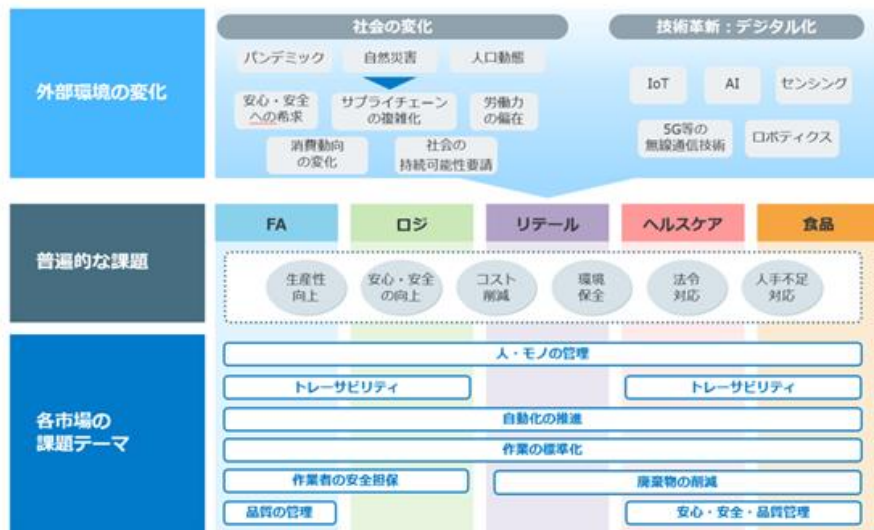 社会の変化
技術革新：デジタル化
外部環境の変化
パンデミック
自然災害
人口動態
安心・安全
への希求
サプライチェーン
の複雑化
労働力
の偏在
消費動向
の変化
社会の
持続可能性要請
IoT
AI
センシング
5G等の
無線通信技術
ロボティクス
普遍的な課題
FA
ロジ
リテール
ヘルスケア
食品
生産性
向上
安心・安全
の向上
コスト
削減
環境
保全
法令
対応
人手不足
対応
各市場の
課題テーマ
人・モノの管理
トレーサビリティ
トレーサビリティ
自動化の推進
作業の標準化
作業者の安全担保
廃棄物の削減
品質の管理
安心・安全・品質管理